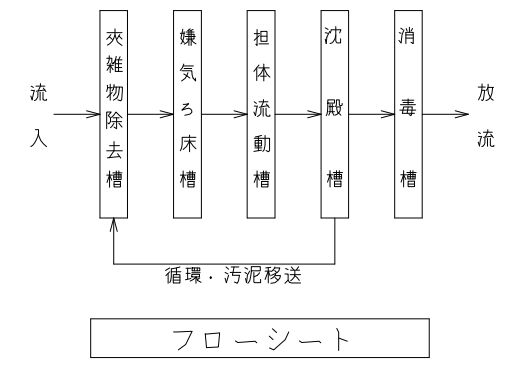 流入
夾雑物除去槽
嫌気ろ床槽
担体流動槽
沈殿槽
消毒槽
放流
循環・汚泥移送
フローシート